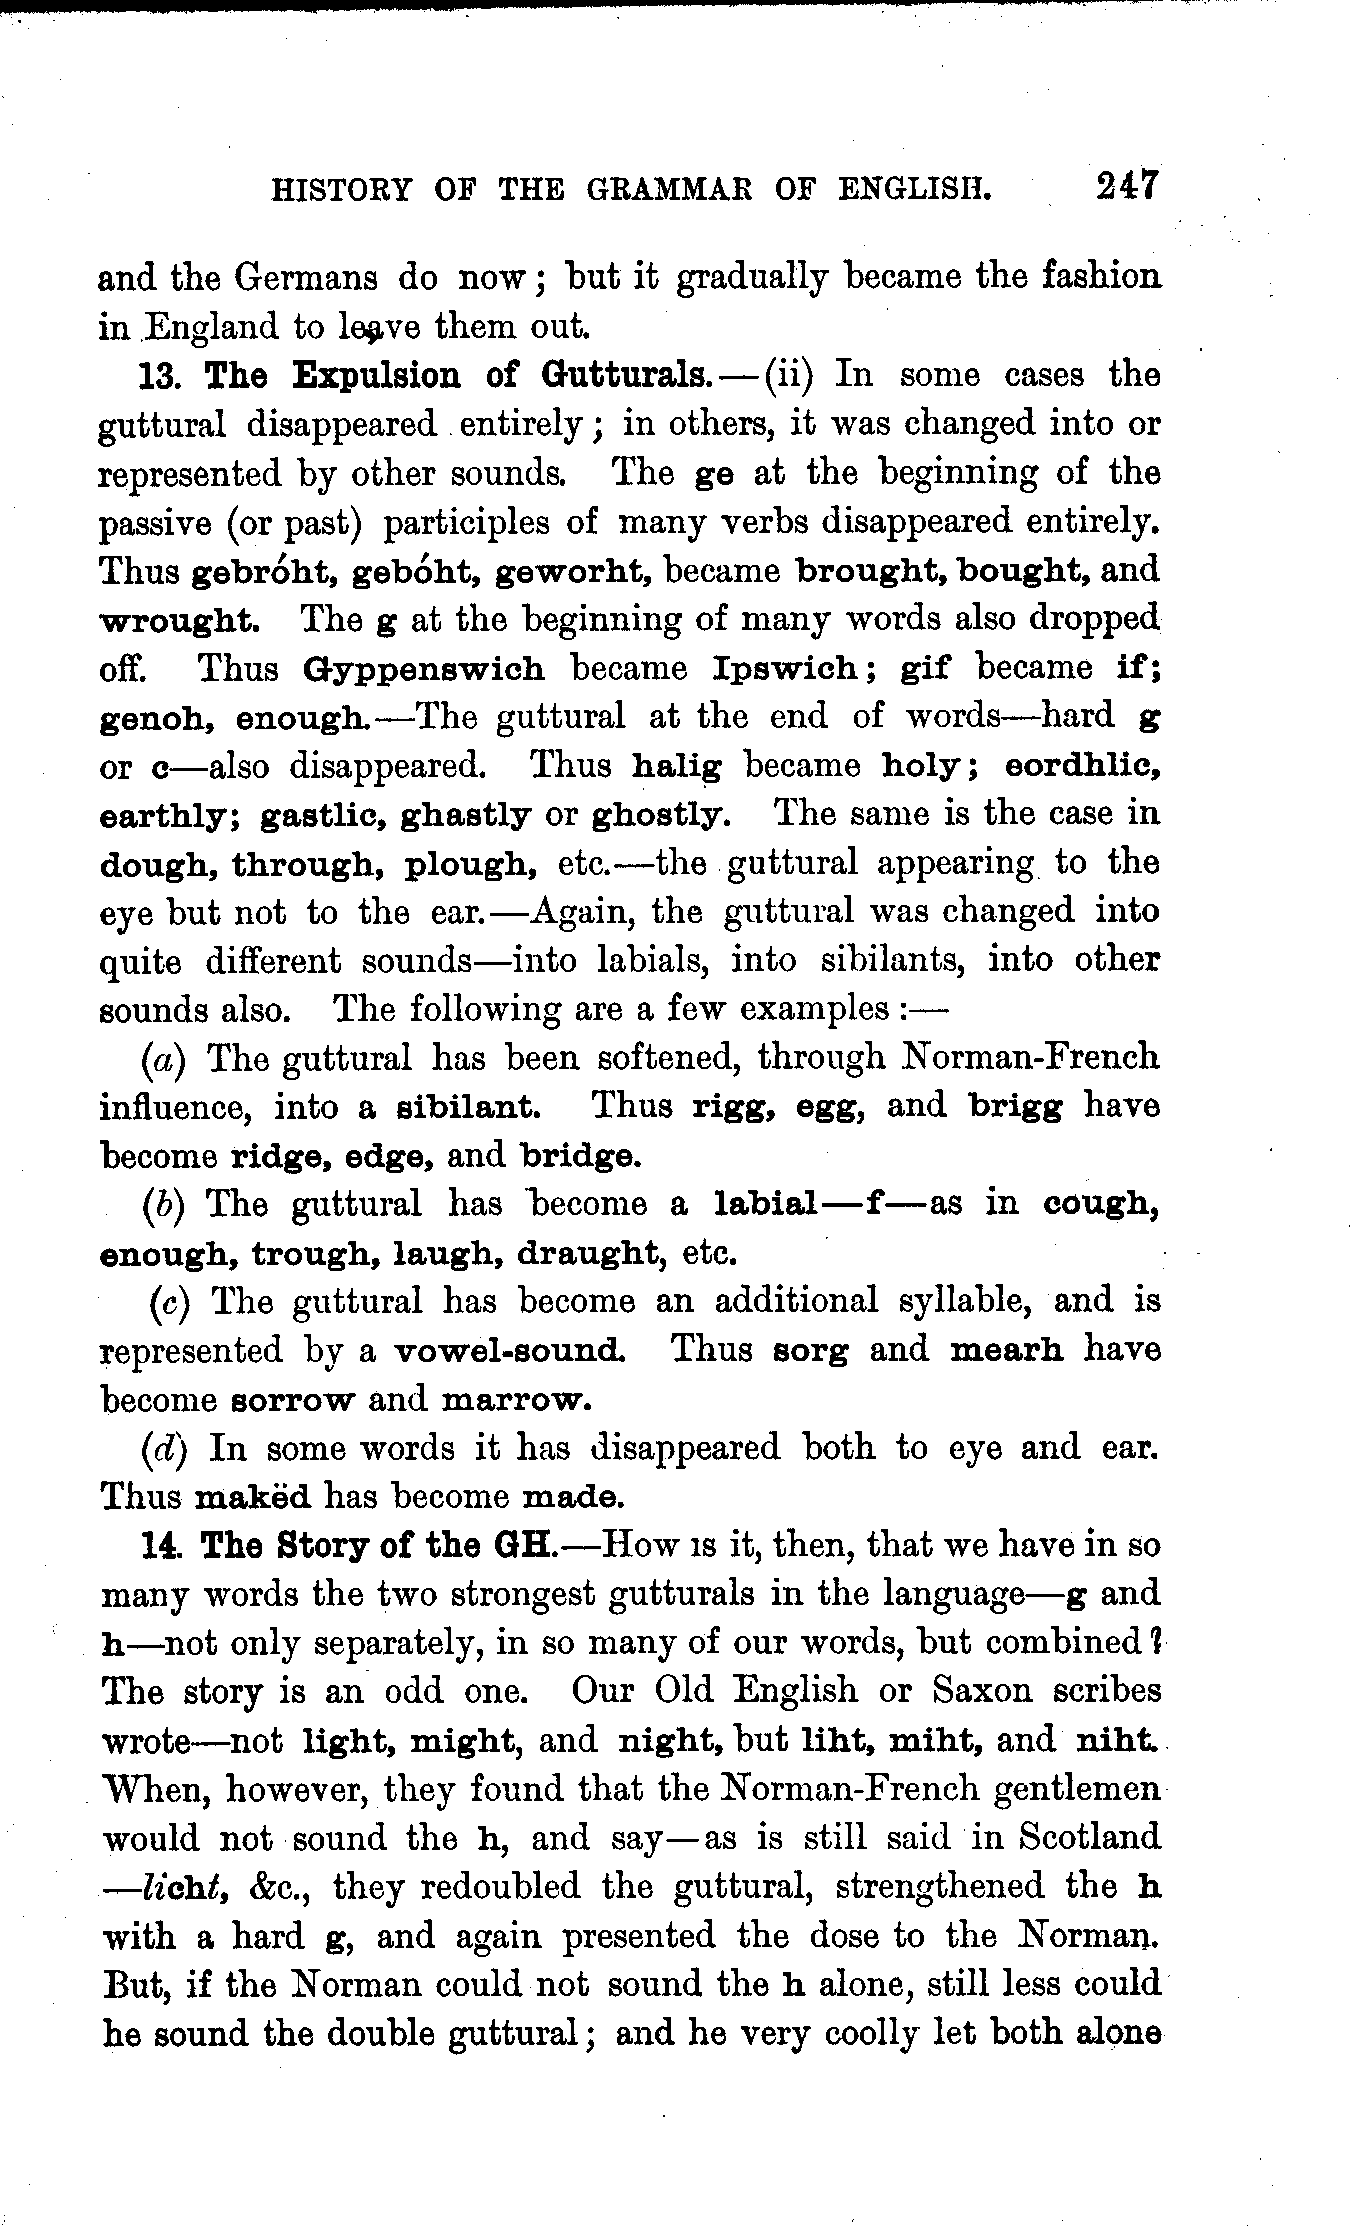 HISTORY OF THE GRAMMAR OF ENGLISH. 247
and the Germans do now; but it gradually became the fashion
in England to leave them out.
13. The Expulsion of Gutturals.—(ii) In some cases the
guttural disappeared entirely; in others, it was changed into or
represented by other sounds. The ge at the beginning of the
passive (or past) participles of many verbs disappeared entirely.
Thus gebróht, gebóht, geworht, became brought, bought, and
wrought. The g at the beginning of many words also dropped
off. Thus Gyppenswich became Ipswich; gif became if;
genoh, enough.—The guttural at the end of words—hard g
or c—also disappeared. Thus halig became holy; eordhlic,
earthly; gastlic, ghastly or ghostly. The same is the case in
dough, through, plough, etc.—the guttural appearing to the
eye but not to the ear.—Again, the guttural was changed into
quite different sounds—into labials, into sibilants, into other
sounds also. The following are a few examples:—
(a) The guttural has been softened, through Norman-French
influence, into a sibilant. Thus rigg, egg, and brigg have
become ridge, edge, and bridge.
(b) The guttural has become a labial—f—as in cough,
enough, trough, laugh, draught, etc.
(c) The guttural has become an additional syllable, and is
represented by a vowel-sound. Thus sorg and mearh have
become sorrow and marrow.
(d) In some words it has disappeared both to eye and ear.
Thus makëd has become made.
14. The Story of the GH.—How is it, then, that we have in so
many words the two strongest gutturals in the language—g and
h—not only separately, in so many of our words, but combined?
The story is an odd one. Our Old English or Saxon scribes
wrote—not light, might, and night, but liht, miht, and niht.
When, however, they found that the Norman-French gentlemen
would not sound the h, and say—as is still said in Scotland
—licht, &c., they redoubled the guttural, strengthened the h
with a hard g, and again presented the dose to the Norman.
But, if the Norman could not sound the h alone, still less could
he sound the double guttural; and he very coolly let both alone